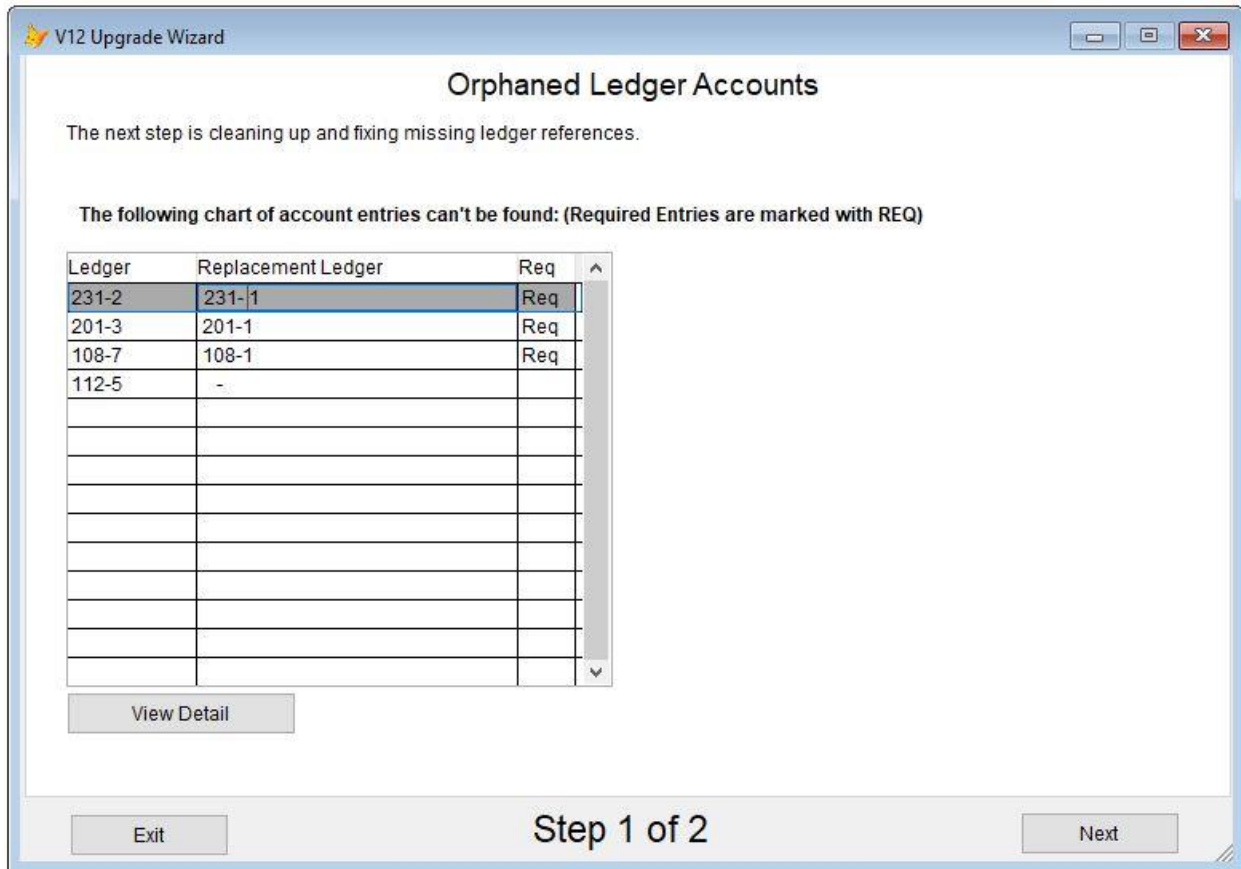 V12 Upgrade Wizard
Orphaned Ledger Accounts
The next step is cleaning up and fixing missing ledger references.
The following chart of account entries can't be found: (Required Entries are marked with REQ)
Ledger Replacement Ledger Req
231-2 231-1 Req
201-3 201-1 Req
108-7 108-1 Req
112-5 -
View Detail
Exit Step 1 of 2 Next